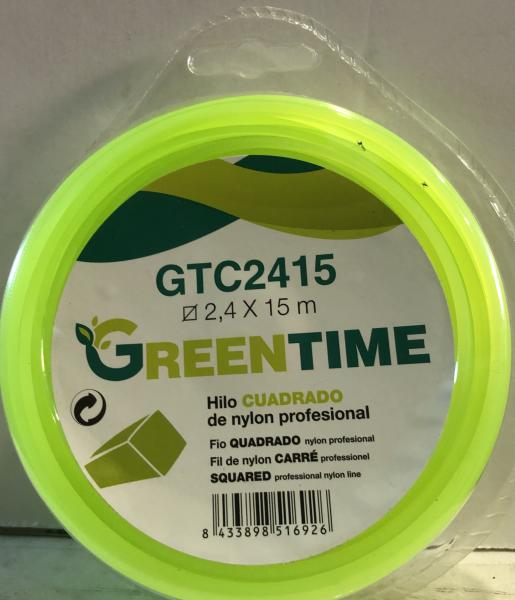 GTC2415
⍁ 2,4 X 15 m
GREENTIME
Hilo CUADRADO
de nylon profesional
Fio QUADRADO nylon profesional
Fil de nylon CARRÉ professionel
SQUARED professional nylon line
8 433898 516926